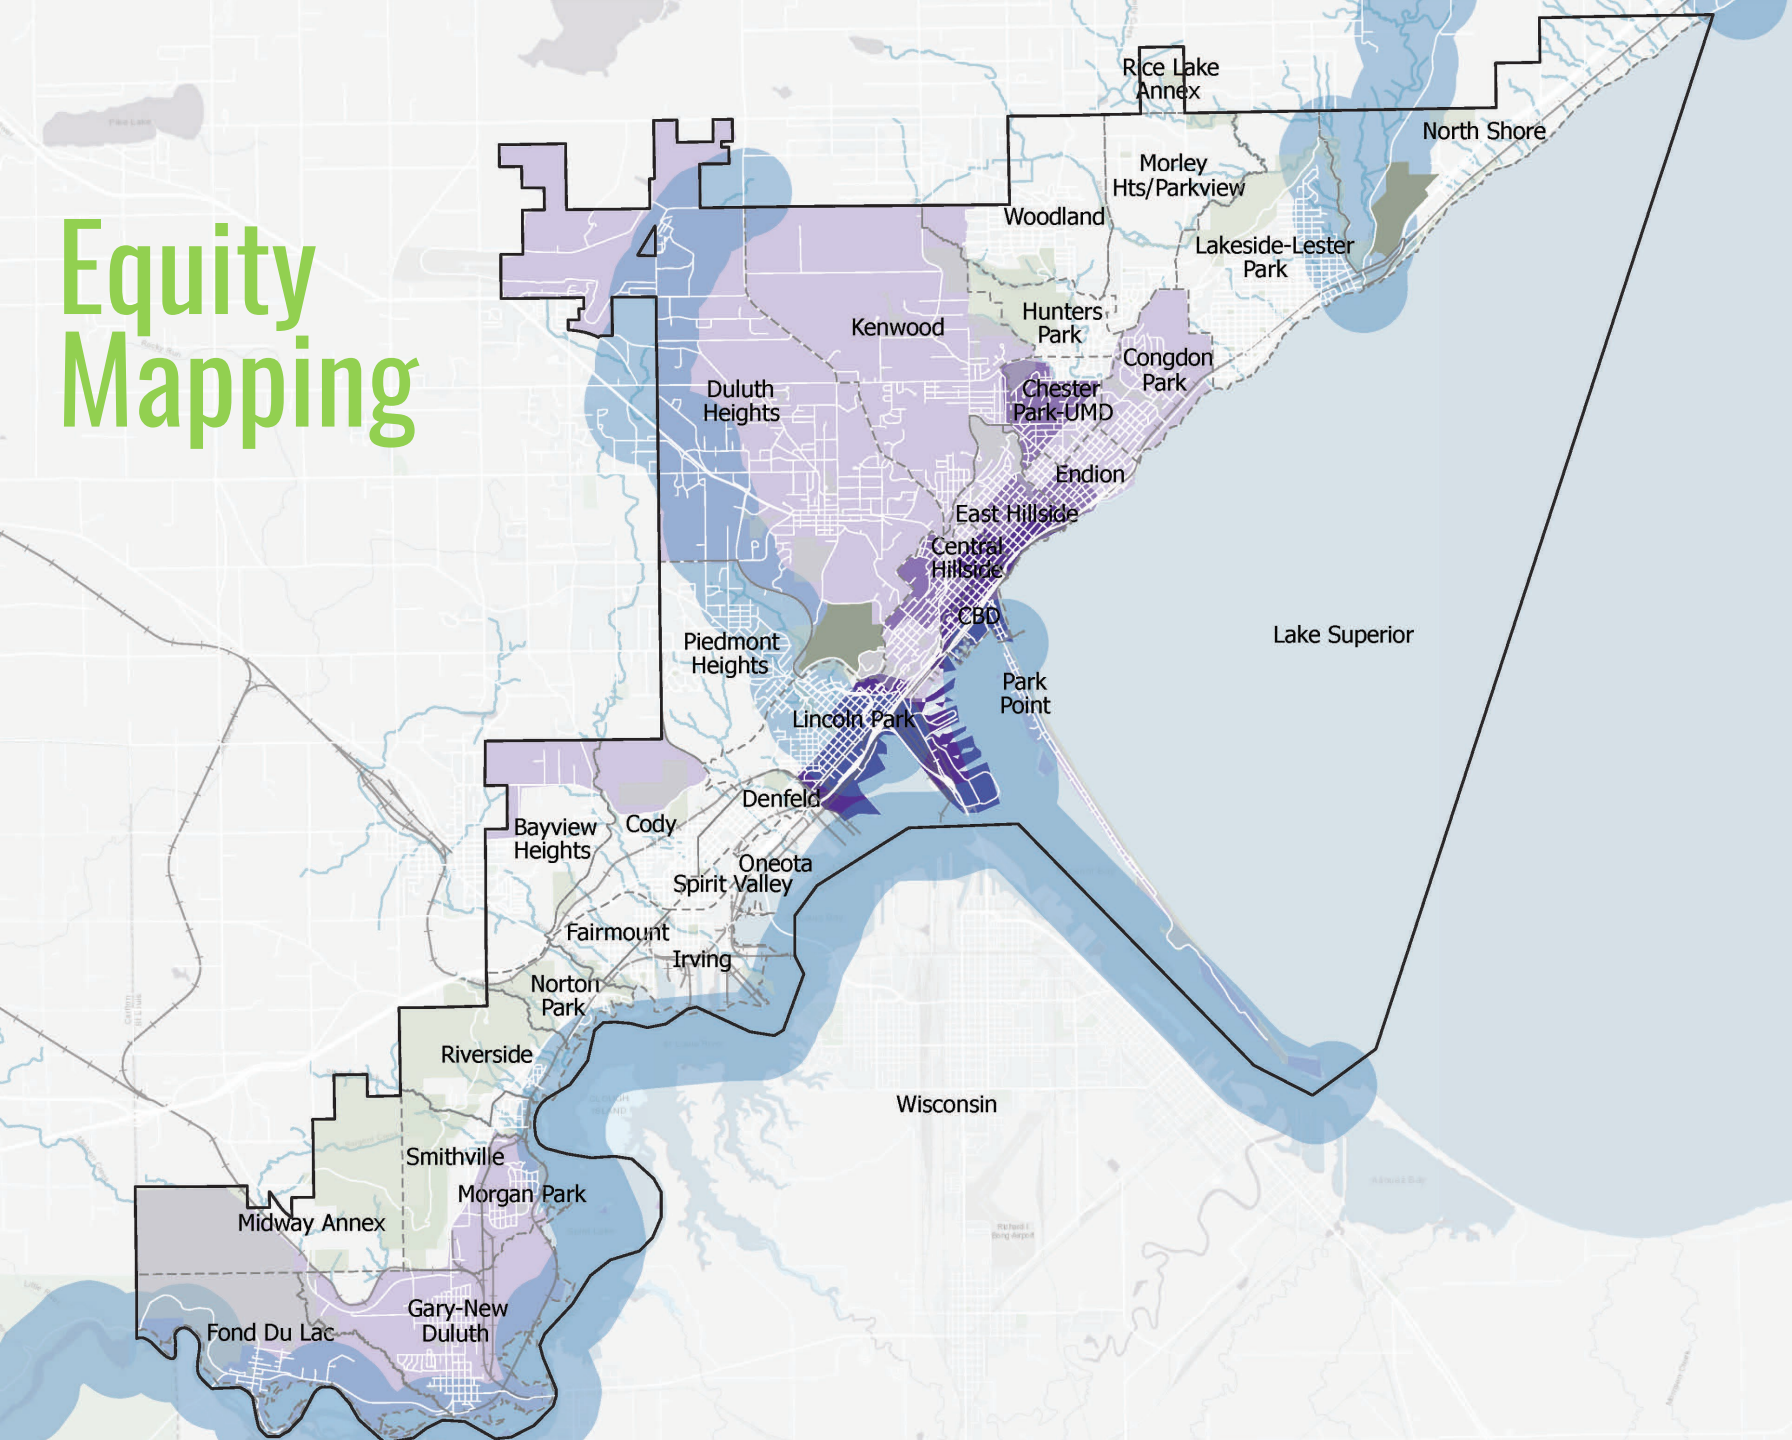 Equity
Mapping
Rice Lake
Annex
North Shore
Morley
Hts/Parkview
Woodland
Lakeside-Lester
Park
Hunters
Park
Kenwood
Congdon
Park
Duluth
Heights
Chester
Park-UMD
Endion
East Hillside
Central
Hillside
CBD
Lake Superior
Piedmont
Heights
Park
Point
Lincoln Park
Denfeld
Cody
Bayview
Heights
Oneota
Spirit Valley
Fairmount
Irving
Norton
Park
Riverside
Wisconsin
Smithville
Morgan Park
Midway Annex
Richard I
Bong Airport
Gary-New
Duluth
Fond Du Lac